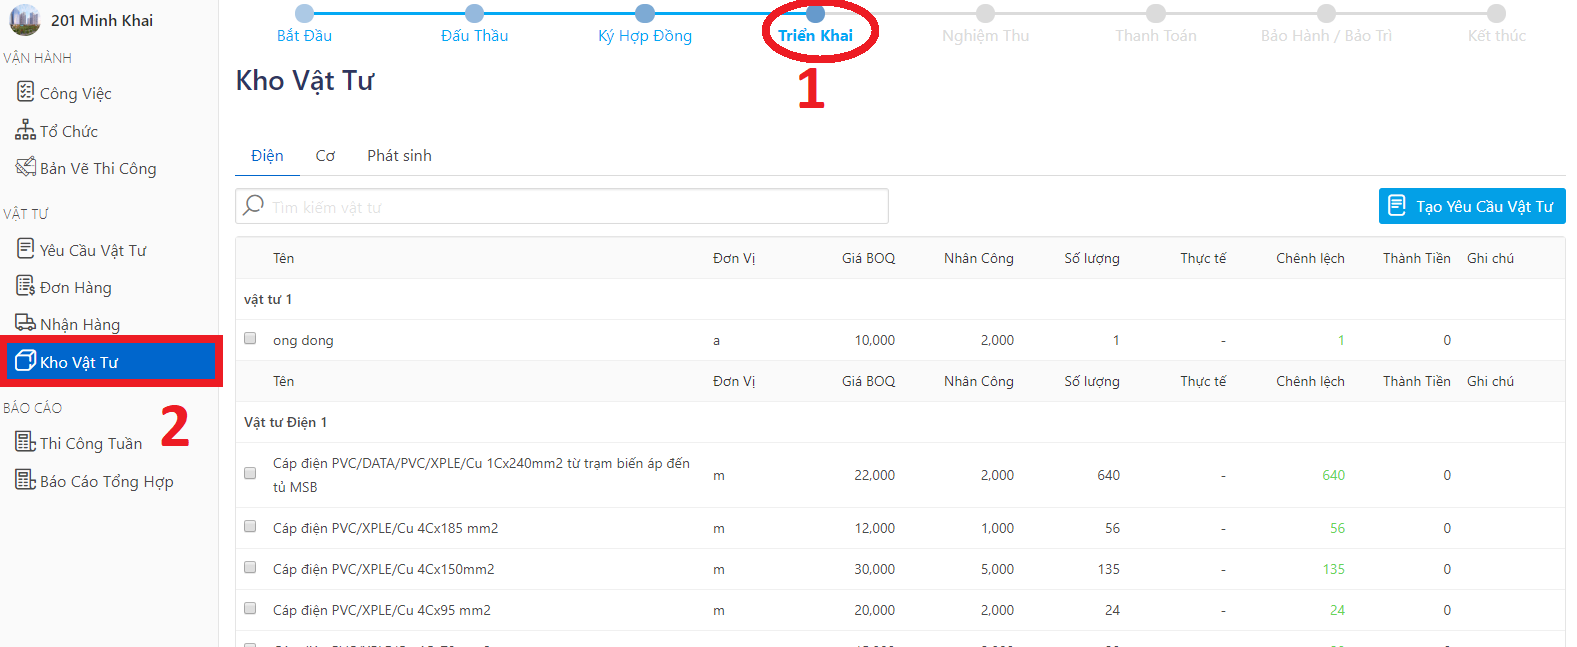 201 Minh Khai
Bắt Đầu
Đấu Thầu
Ký Hợp Đồng
Triển Khai
Nghiệm Thu
Thanh Toán
Bảo Hành / Bảo Trì
Kết thúc
1
VẬN HÀNH
Công Việc
Tổ Chức
Bản Vẽ Thi Công
VẬT TƯ
Yêu Cầu Vật Tư
Đơn Hàng
Nhận Hàng
Kho Vật Tư
2
BÁO CÁO
Thi Công Tuần
Báo Cáo Tổng Hợp
Kho Vật Tư
Điện Cơ Phát sinh
Tìm kiếm vật tư
Tạo Yêu Cầu Vật Tư
Tên Đơn Vị Giá BOQ Nhân Công Số lượng Thực tế Chênh lệch Thành Tiền Ghi chú
vật tư 1
ong dong a 10,000 2,000 1 - 1 0
Tên Đơn Vị Giá BOQ Nhân Công Số lượng Thực tế Chênh lệch Thành Tiền Ghi chú
Vật tư Điện 1
Cáp điện PVC/DATA/PVC/XPLE/Cu 1Cx240mm2 từ trạm biến áp đến
tủ MSB m 22,000 2,000 640 - 640 0
Cáp điện PVC/XPLE/Cu 4Cx185 mm2 m 12,000 1,000 56 - 56 0
Cáp điện PVC/XPLE/Cu 4Cx150mm2 m 30,000 5,000 135 - 135 0
Cáp điện PVC/XPLE/Cu 4Cx95 mm2 m 20,000 2,000 24 - 24 0